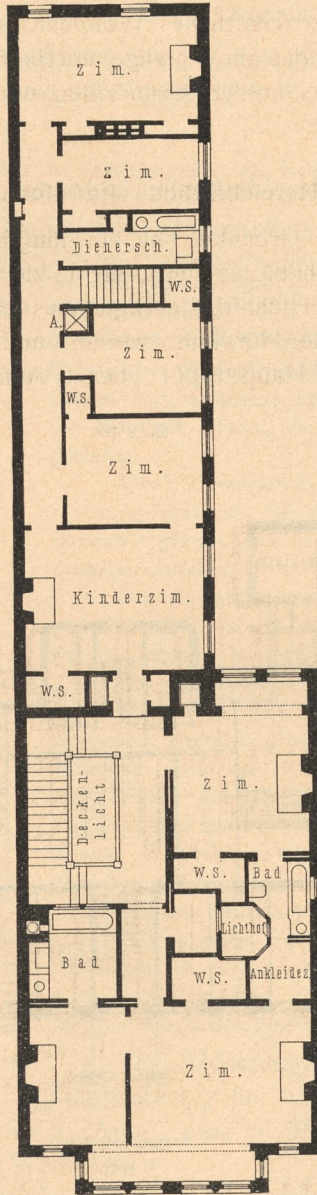 Zim.
Zim.
Dienersch.
W.S.
A.
Zim.
W.S.
Zim.
Kinderzim.
W.S.
Decken-
licht
Zim.
W.S.
Bad
Lichthof
Bad
W.S.
Ankleidez.
Zim.